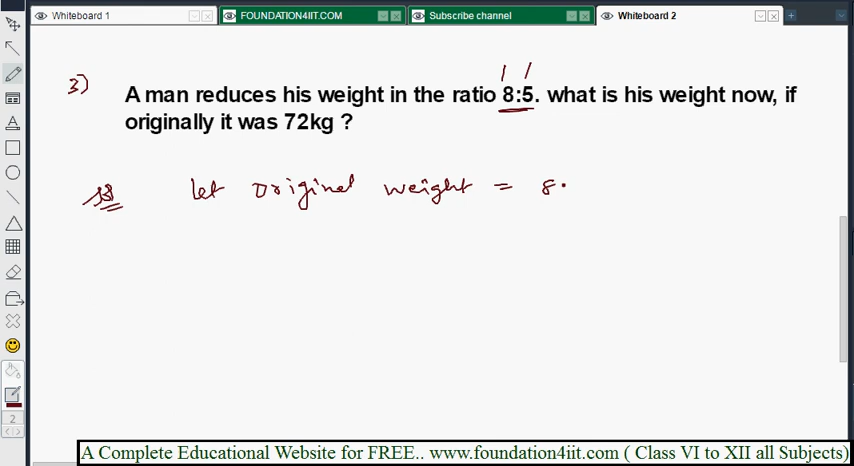 Whiteboard 1
FOUNDATION4IIT.COM
Subscribe channel
Whiteboard 2
3)
A man reduces his weight in the ratio 8:5. what is his weight now, if
originally it was 72kg ?
let original weight = 8.
2
A Complete Educational Website for FREE.. www.foundation4iit.com ( Class VI to XII all Subjects)